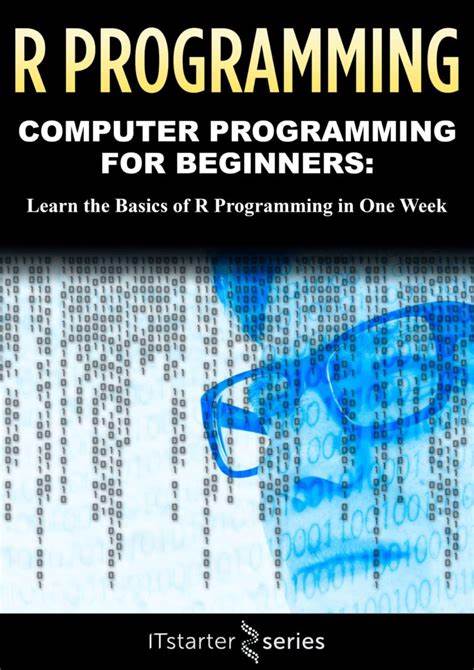 R PROGRAMMING
COMPUTER PROGRAMMING
FOR BEGINNERS:
Learn the Basics of R Programming in One Week
ITstarter series